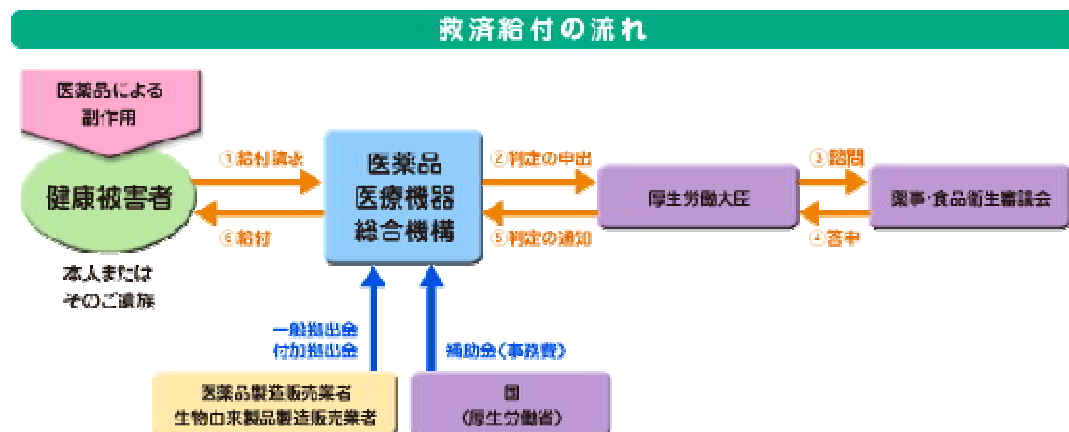 救済給付の流れ
医薬品による
副作用
健康被害者
本人または
そのご遺族
①給付請求
⑥給付
医薬品
医療機器
総合機構
②判定の申出
⑤判定の通知
厚生労働大臣
③諮問
④答申
薬事・食品衛生審議会
一般拠出金
付加拠出金
補助金(事務費)
医薬品製造販売業者
生物由来製品製造販売業者
国
(厚生労働省)